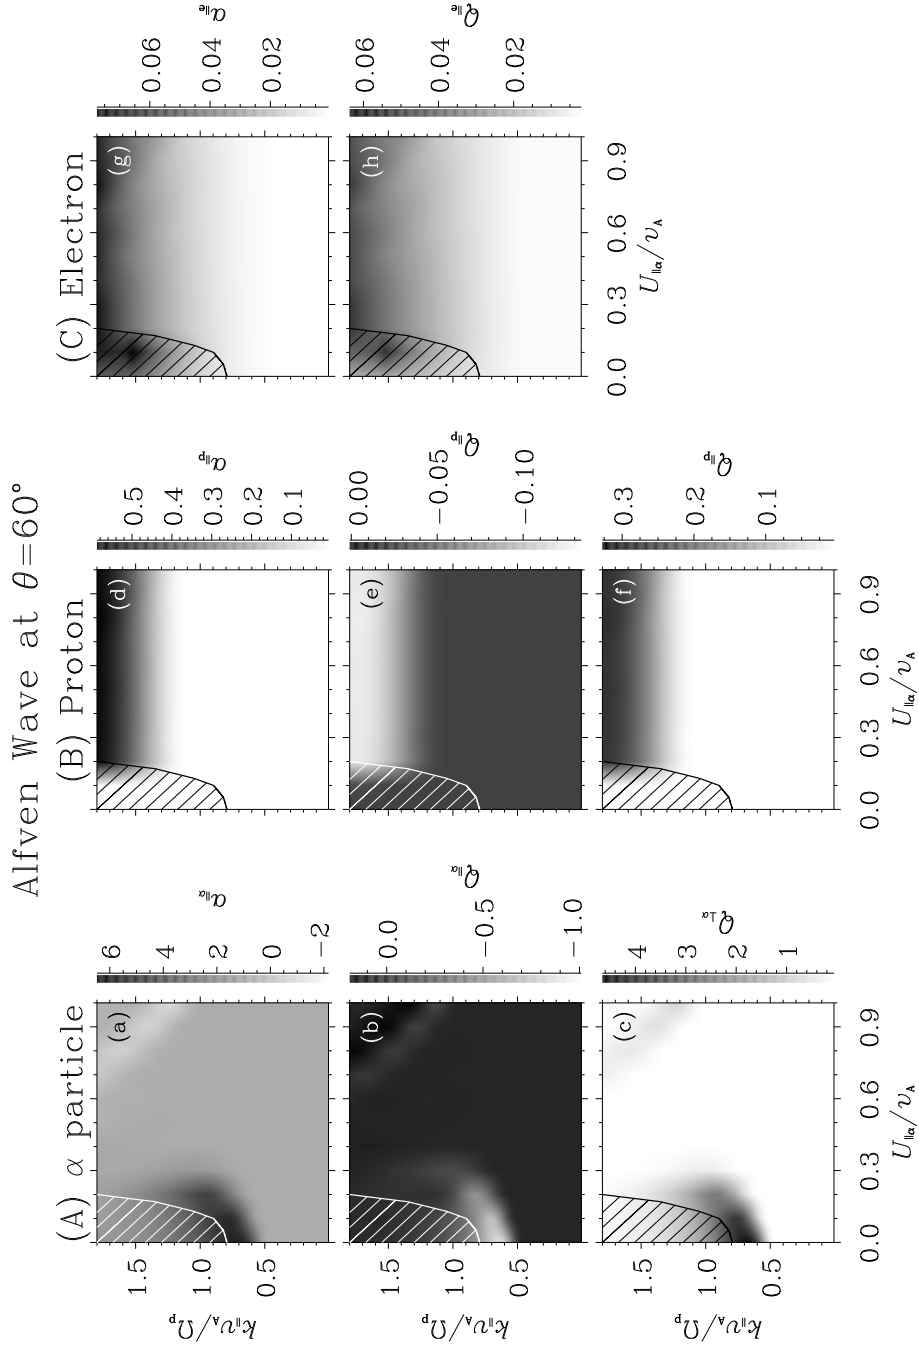 Alfven Wave at θ=60°
(A) α particle
(B) Proton
(C) Electron
(a)
k∥vA/Ωp
1.5
1.0
0.5
6
4
2
0
−2
α∥α
(d)
0.5
0.4
0.3
0.2
0.1
α∥p
(g)
0.06
0.04
0.02
α∥e
(b)
1.5
1.0
0.5
0.0
−0.5
−1.0
Q∥α
(e)
0.00
−0.05
−0.10
Q∥p
(h)
0.06
0.04
0.02
Q∥e
0.0
0.3
0.6
0.9
U∥α/vA
(c)
1.5
1.0
0.5
4
3
2
1
Q⊥α
0.0
0.3
0.6
0.9
U∥α/vA
(f)
0.3
0.2
0.1
Q∥p
0.0
0.3
0.6
0.9
U∥α/vA